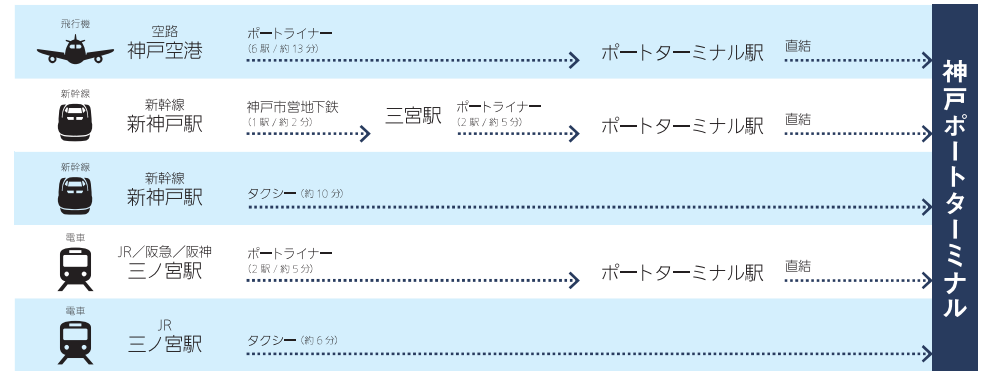 飛行機
空路
神戸空港
ポートライナー
(6駅/約13分)
ポートターミナル駅
直結
新幹線
新幹線
新神戸駅
神戸市営地下鉄
(1駅/約2分)
三宮駅
ポートライナー
(2駅/約5分)
ポートターミナル駅
直結
新幹線
新幹線
新神戸駅
タクシー(約10分)
電車
JR/阪急/阪神
三ノ宮駅
ポートライナー
(2駅/約5分)
ポートターミナル駅
直結
電車
JR
三ノ宮駅
タクシー(約6分)
神戸ポートターミナル